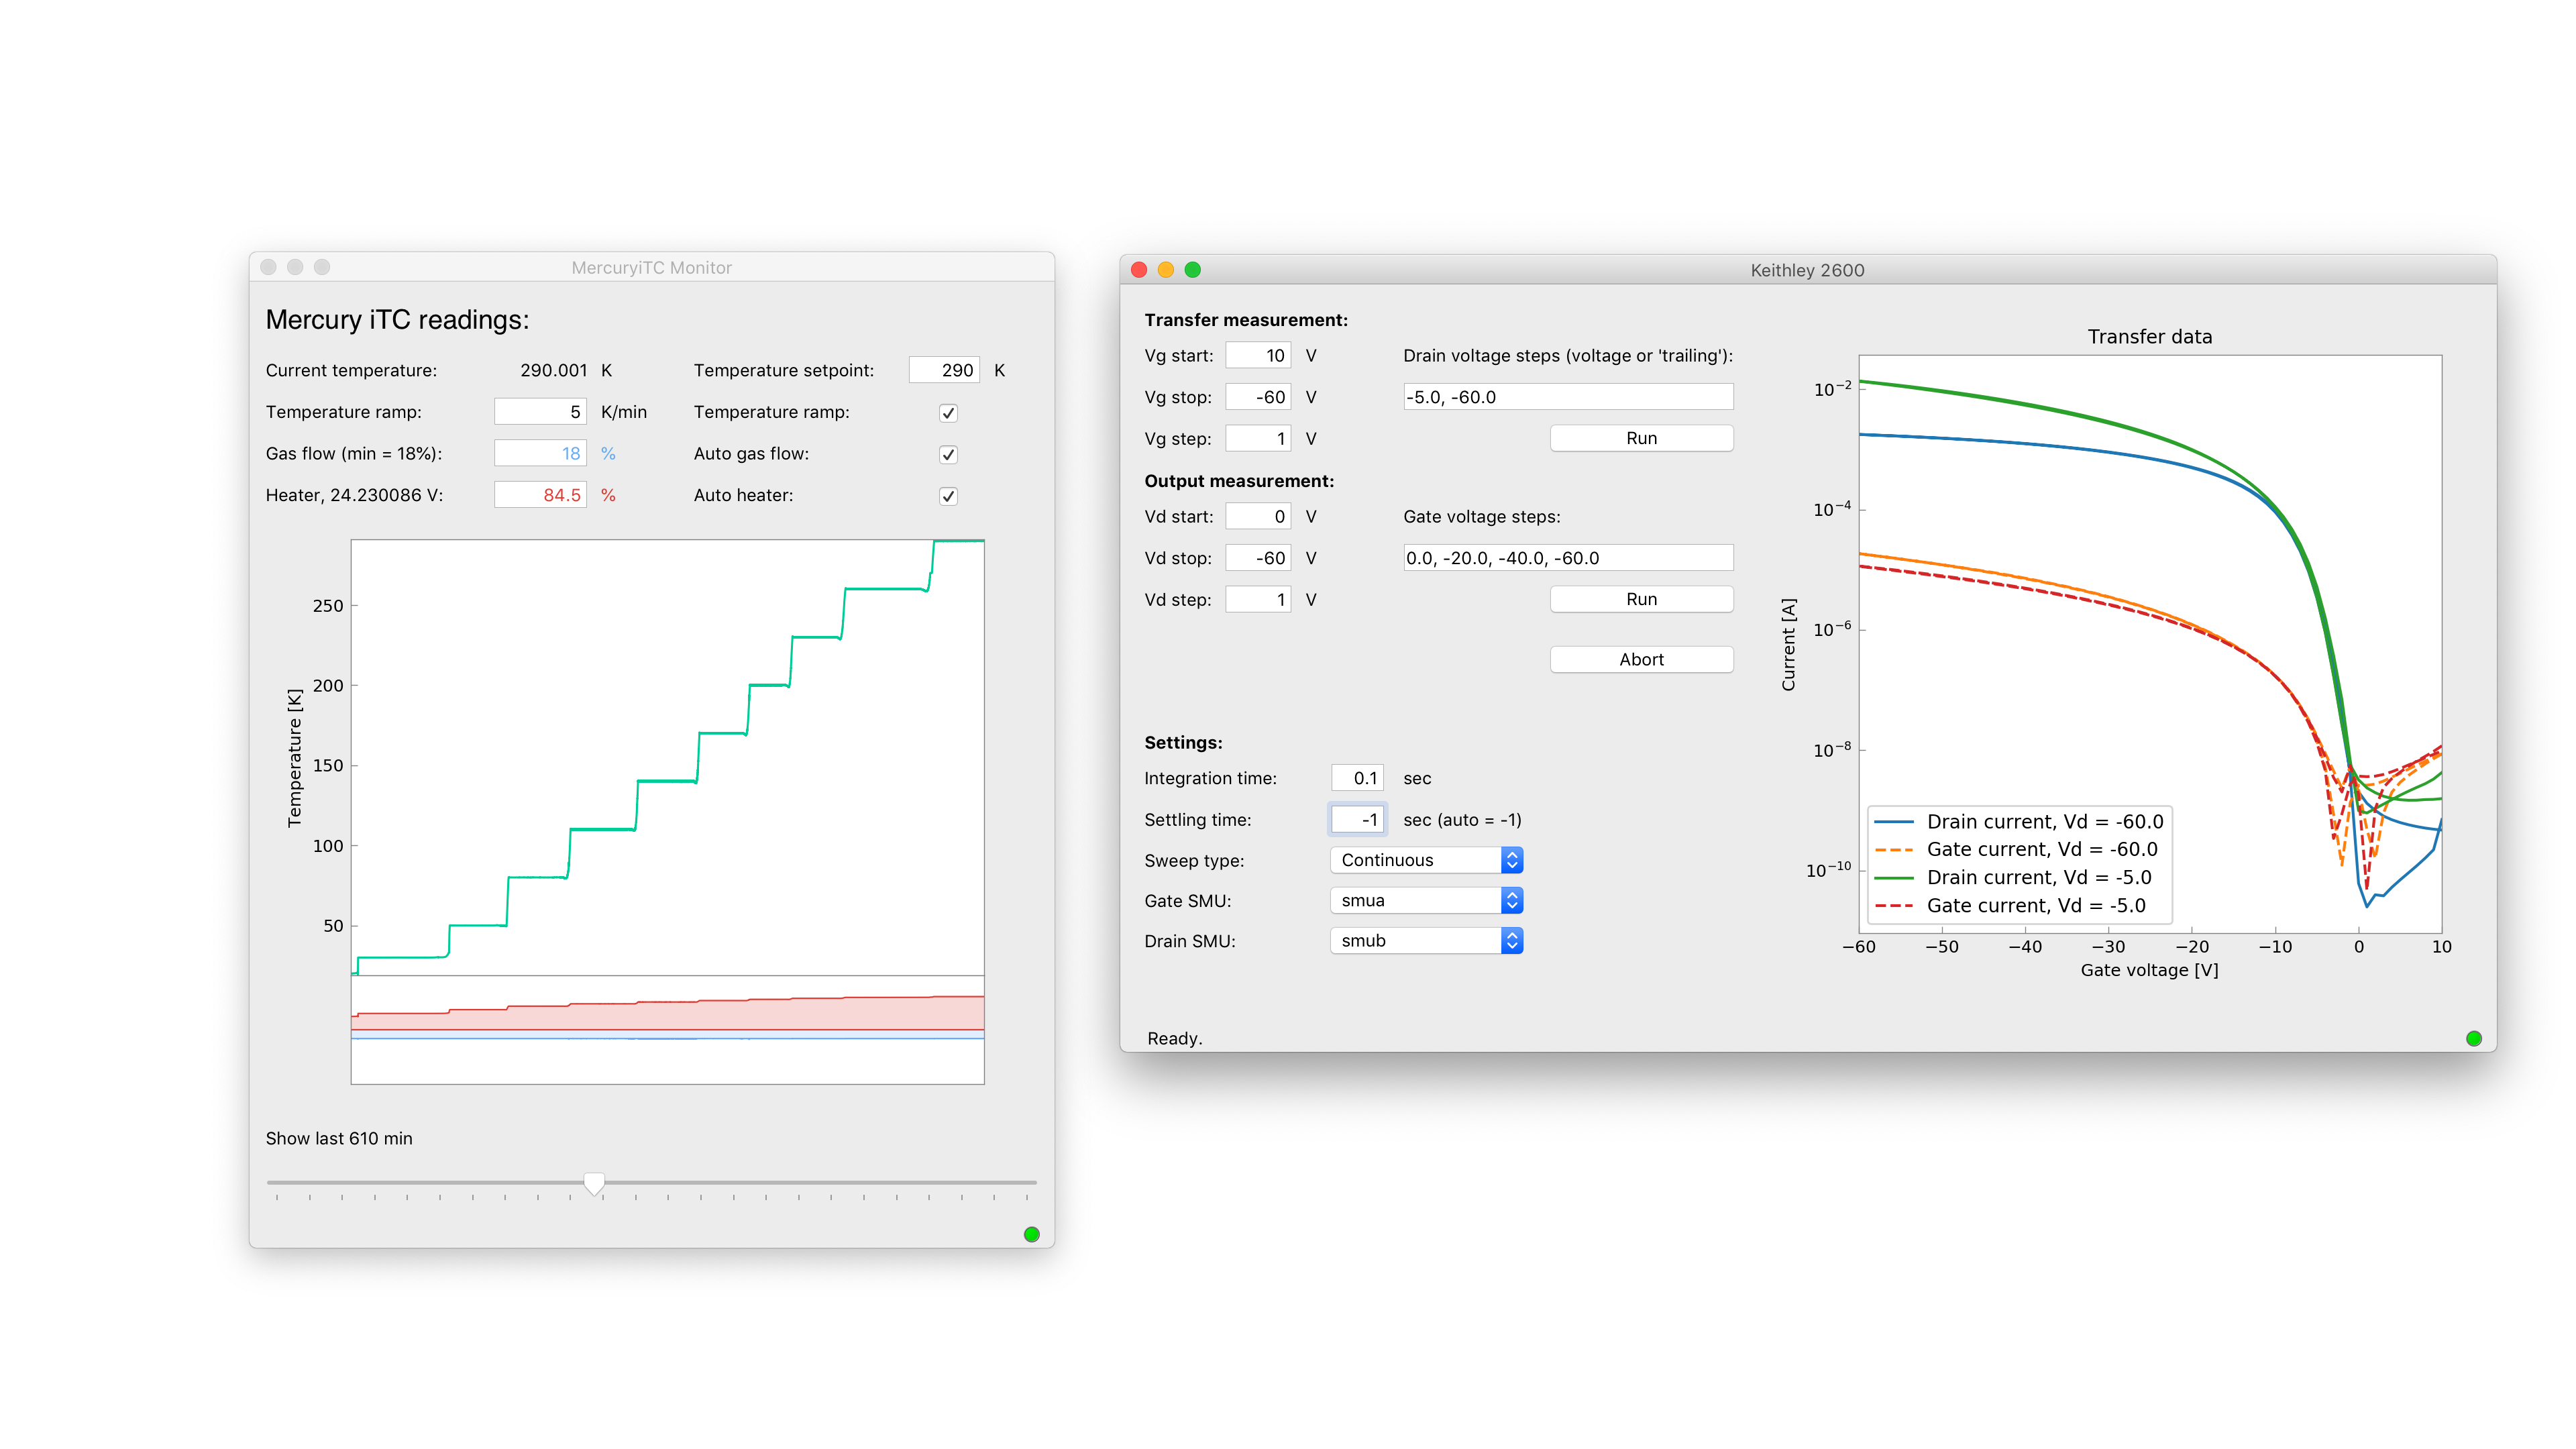 MercuryiTC Monitor
Mercury iTC readings:
Current temperature: 290.001 K Temperature setpoint: 290 K
Temperature ramp: 5 K/min Temperature ramp:
Gas flow (min = 18%): 18 % Auto gas flow:
Heater, 24.230086 V: 84.5 % Auto heater:
250
200
150
100
50
Temperature [K]
Show last 610 min
Keithley 2600
Transfer measurement:
Vg start: 10 V Drain voltage steps (voltage or 'trailing'):
Vg stop: -60 V -5.0, -60.0
Vg step: 1 V Run
Output measurement:
Vd start: 0 V Gate voltage steps:
Vd stop: -60 V 0.0, -20.0, -40.0, -60.0
Vd step: 1 V Run
Abort
Settings:
Integration time: 0.1 sec
Settling time: -1 sec (auto = -1)
Sweep type: Continuous
Gate SMU: smua
Drain SMU: smub
Ready.
Transfer data
10⁻²
10⁻⁴
10⁻⁶
10⁻⁸
10⁻¹⁰
Current [A]
Drain current, Vd = -60.0
Gate current, Vd = -60.0
Drain current, Vd = -5.0
Gate current, Vd = -5.0
−60 −50 −40 −30 −20 −10 0 10
Gate voltage [V]